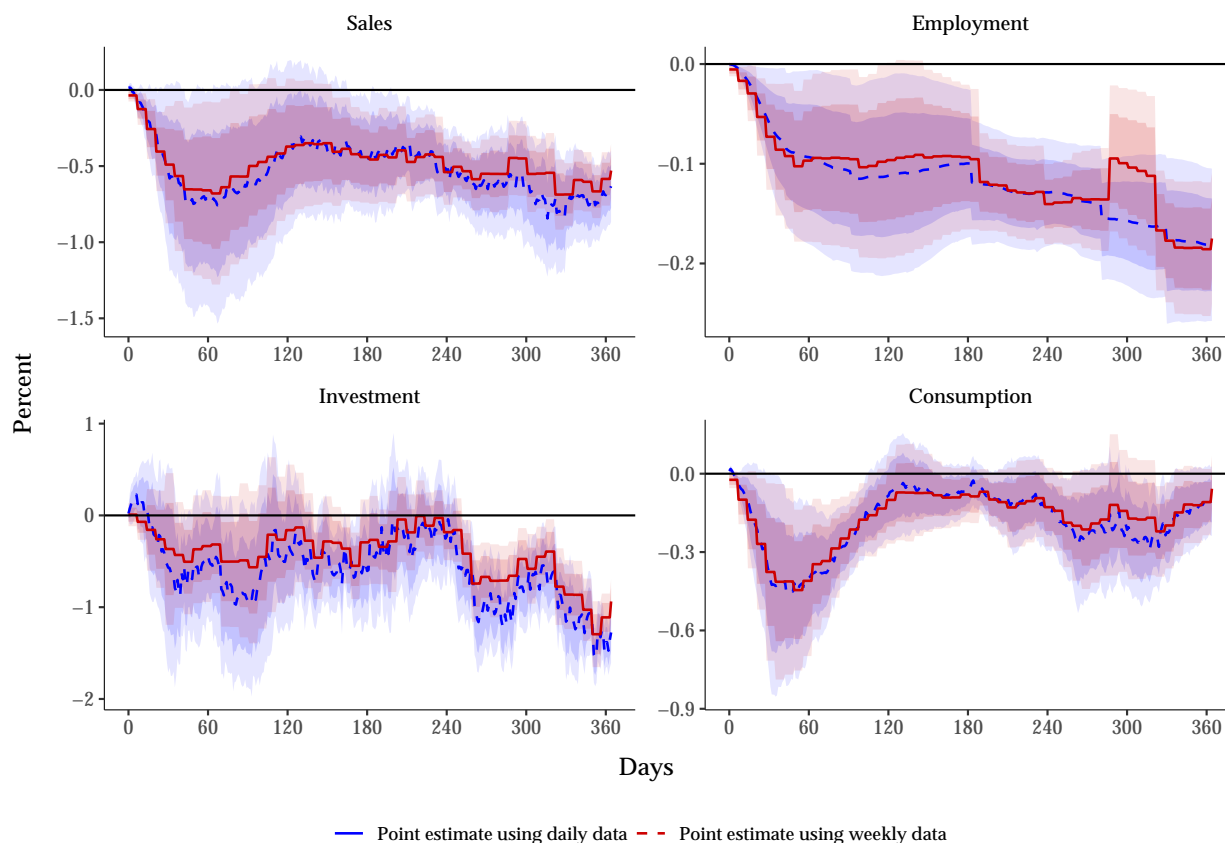 Sales
Employment
0.0
−0.5
−1.0
−1.5
0 60 120 180 240 300 360
0.0
−0.1
−0.2
0 60 120 180 240 300 360
Percent
Investment
Consumption
1
0
−1
−2
0 60 120 180 240 300 360
0.0
−0.3
−0.6
−0.9
0 60 120 180 240 300 360
Days
Point estimate using daily data Point estimate using weekly data